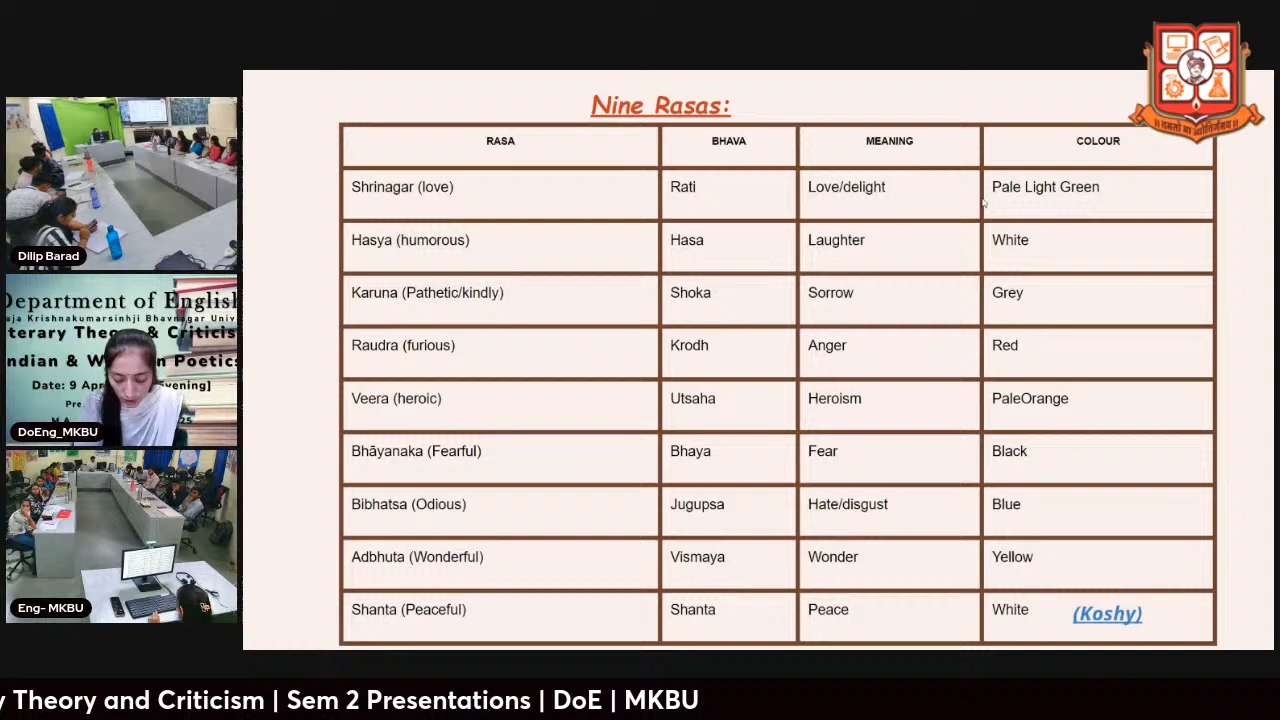 Nine Rasas:
RASA BHAVA MEANING COLOUR
Shrinagar (love) Rati Love/delight Pale Light Green
Hasya (humorous) Hasa Laughter White
Karuna (Pathetic/kindly) Shoka Sorrow Grey
Raudra (furious) Krodh Anger Red
Veera (heroic) Utsaha Heroism PaleOrange
Bhāyanaka (Fearful) Bhaya Fear Black
Bibhatsa (Odious) Jugupsa Hate/disgust Blue
Adbhuta (Wonderful) Vismaya Wonder Yellow
Shanta (Peaceful) Shanta Peace White (Koshy)
Dilip Barad
Department of English
Krishnakumarsinhji Bhavnagar
Date: 9
DoEng_MKBU
Eng- MKBU
y Theory and Criticism | Sem 2 Presentations | DoE | MKBU